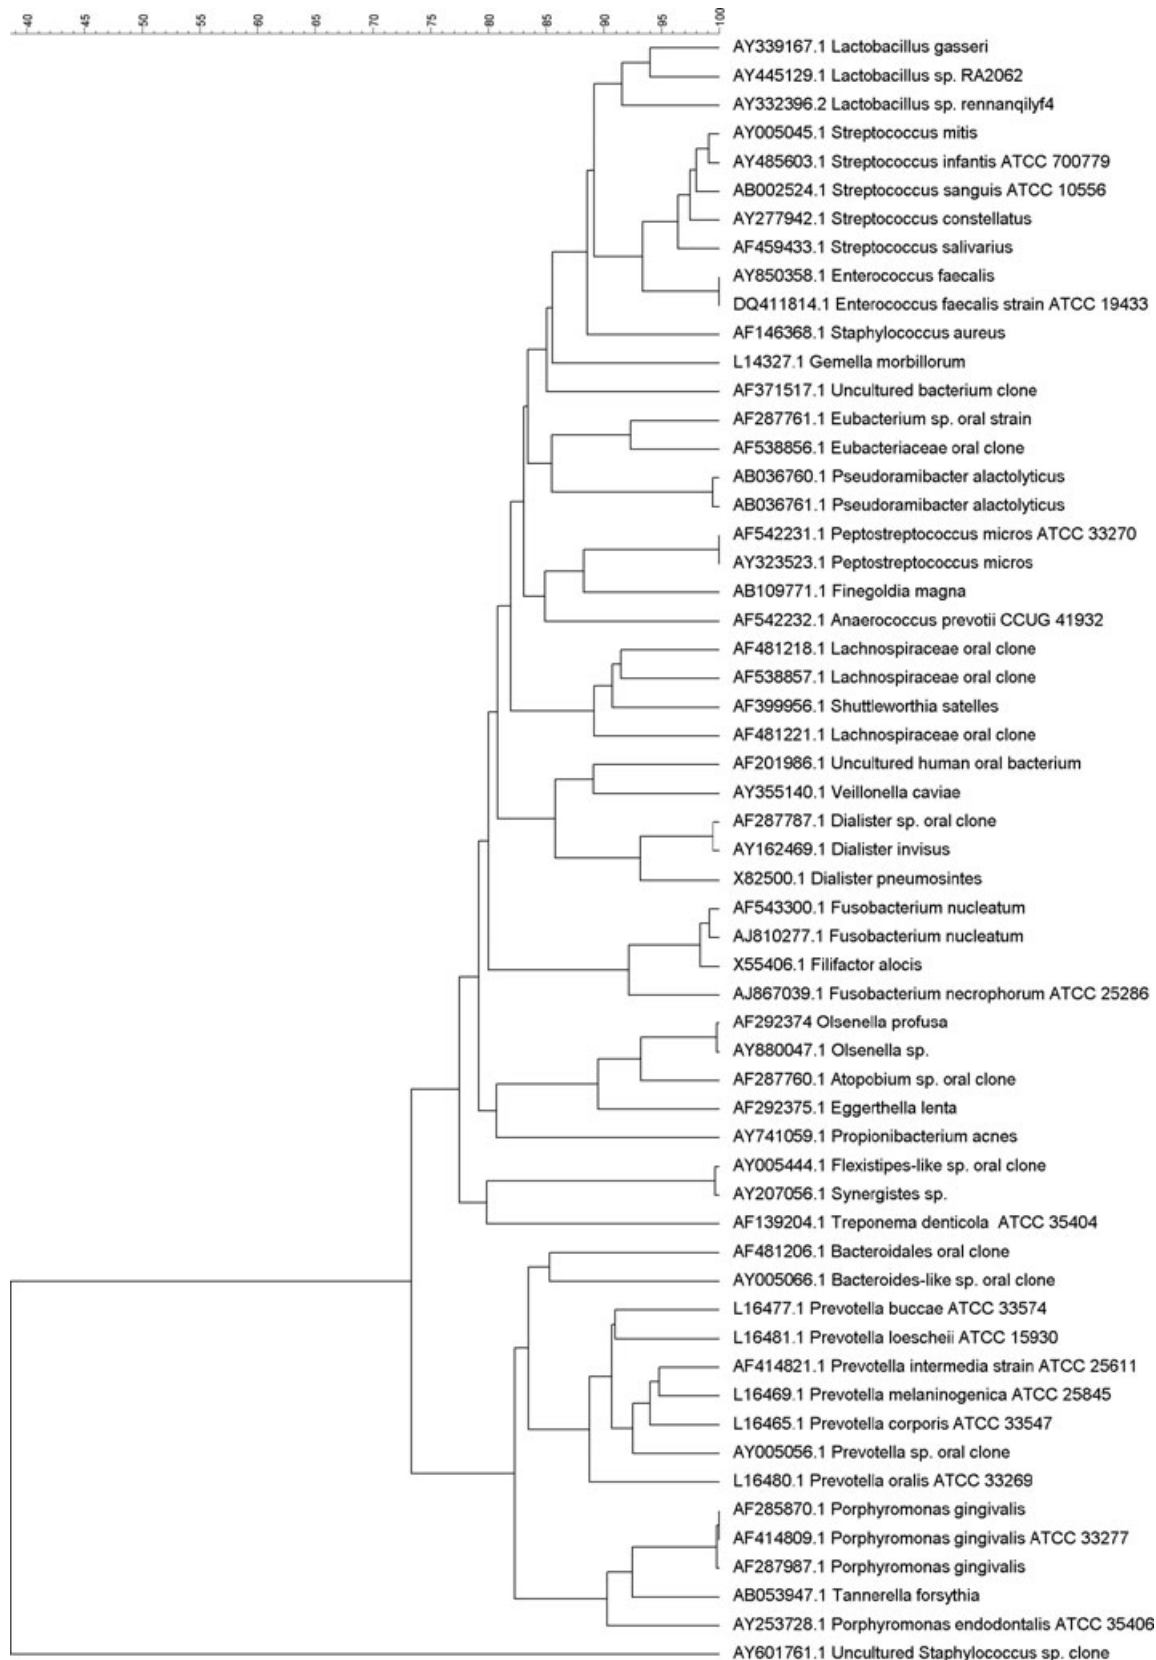 40 45 50 55 60 65 70 75 80 85 90 95 100
AY339167.1 Lactobacillus gasseri
AY445129.1 Lactobacillus sp. RA2062
AY332396.2 Lactobacillus sp. rennanqilyf4
AY005045.1 Streptococcus mitis
AY485603.1 Streptococcus infantis ATCC 700779
AB002524.1 Streptococcus sanguis ATCC 10556
AY277942.1 Streptococcus constellatus
AF459433.1 Streptococcus salivarius
AY850358.1 Enterococcus faecalis
DQ411814.1 Enterococcus faecalis strain ATCC 19433
AF146368.1 Staphylococcus aureus
L14327.1 Gemella morbillorum
AF371517.1 Uncultured bacterium clone
AF287761.1 Eubacterium sp. oral strain
AF538856.1 Eubacteriaceae oral clone
AB036760.1 Pseudoramibacter alactolyticus
AB036761.1 Pseudoramibacter alactolyticus
AF542231.1 Peptostreptococcus micros ATCC 33270
AY323523.1 Peptostreptococcus micros
AB109771.1 Finegoldia magna
AF542232.1 Anaerococcus prevotii CCUG 41932
AF481218.1 Lachnospiraceae oral clone
AF538857.1 Lachnospiraceae oral clone
AF399956.1 Shuttleworthia satelles
AF481221.1 Lachnospiraceae oral clone
AF201986.1 Uncultured human oral bacterium
AY355140.1 Veillonella caviae
AF287787.1 Dialister sp. oral clone
AY162469.1 Dialister invisus
X82500.1 Dialister pneumosintes
AF543300.1 Fusobacterium nucleatum
AJ810277.1 Fusobacterium nucleatum
X55406.1 Filifactor alocis
AJ867039.1 Fusobacterium necrophorum ATCC 25286
AF292374 Olsenella profusa
AY880047.1 Olsenella sp.
AF287760.1 Atopobium sp. oral clone
AF292375.1 Eggerthella lenta
AY741059.1 Propionibacterium acnes
AY005444.1 Flexistipes-like sp. oral clone
AY207056.1 Synergistes sp.
AF139204.1 Treponema denticola ATCC 35404
AF481206.1 Bacteroidales oral clone
AY005066.1 Bacteroides-like sp. oral clone
L16477.1 Prevotella buccae ATCC 33574
L16481.1 Prevotella loescheii ATCC 15930
AF414821.1 Prevotella intermedia strain ATCC 25611
L16469.1 Prevotella melaninogenica ATCC 25845
L16465.1 Prevotella corporis ATCC 33547
AY005056.1 Prevotella sp. oral clone
L16480.1 Prevotella oralis ATCC 33269
AF285870.1 Porphyromonas gingivalis
AF414809.1 Porphyromonas gingivalis ATCC 33277
AF287987.1 Porphyromonas gingivalis
AB053947.1 Tannerella forsythia
AY253728.1 Porphyromonas endodontalis ATCC 35406
AY601761.1 Uncultured Staphylococcus sp. clone